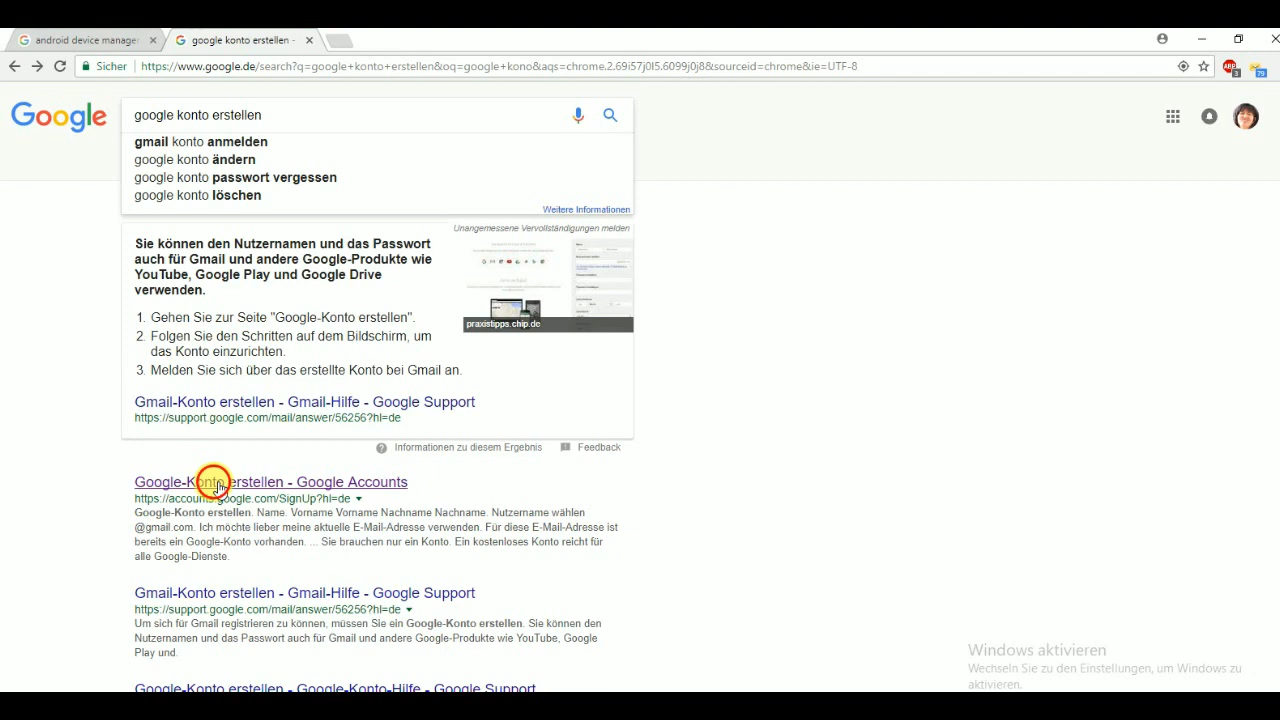 android device manage
google konto erstellen -
Sicher
https://www.google.de/search?q=google+konto+erstellen&oq=google+kono&aqs=chrome.2.69i57j0l5.6099j0j8&sourceid=chrome&ie=UTF-8
ABP
3
79
Google
google konto erstellen
gmail konto anmelden
google konto ändern
google konto passwort vergessen
google konto löschen
Weitere Informationen
Unangemessene Vervollständigungen melden
Sie können den Nutzernamen und das Passwort
auch für Gmail und andere Google-Produkte wie
YouTube, Google Play und Google Drive
verwenden.
praxistipps.chip.de
1. Gehen Sie zur Seite "Google-Konto erstellen".
2. Folgen Sie den Schritten auf dem Bildschirm, um
das Konto einzurichten.
3. Melden Sie sich über das erstellte Konto bei Gmail an.
Gmail-Konto erstellen - Gmail-Hilfe - Google Support
https://support.google.com/mail/answer/56256?hl=de
Informationen zu diesem Ergebnis
Feedback
Google-Konto erstellen - Google Accounts
https://accounts.google.com/SignUp?hl=de
Google-Konto erstellen. Name. Vorname Vorname Nachname Nachname. Nutzername wählen
@gmail.com. Ich möchte lieber meine aktuelle E-Mail-Adresse verwenden. Für diese E-Mail-Adresse ist
bereits ein Google-Konto vorhanden. ... Sie brauchen nur ein Konto. Ein kostenloses Konto reicht für
alle Google-Dienste.
Gmail-Konto erstellen - Gmail-Hilfe - Google Support
https://support.google.com/mail/answer/56256?hl=de
Um sich für Gmail registrieren zu können, müssen Sie ein Google-Konto erstellen. Sie können den
Nutzernamen und das Passwort auch für Gmail und andere Google-Produkte wie YouTube, Google
Play und.
Google-Konto erstellen - Google-Konto-Hilfe - Google Support
Windows aktivieren
Wechseln Sie zu den Einstellungen, um Windows zu
aktivieren.